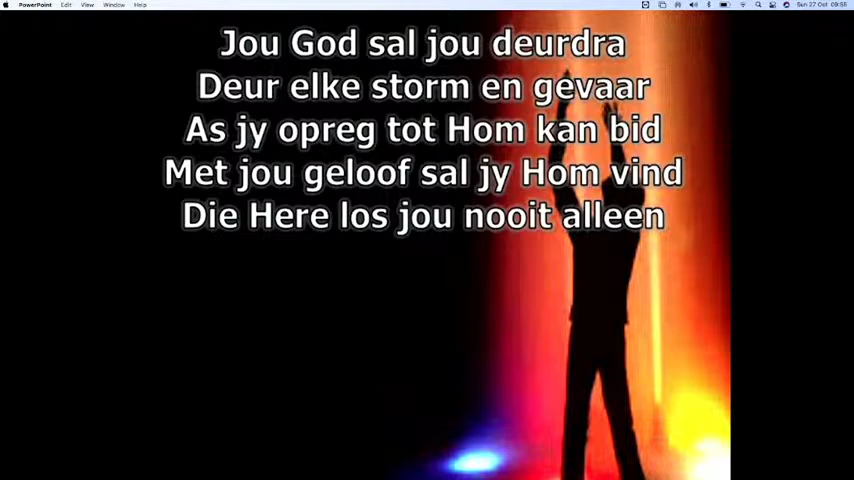 PowerPoint Edit View Window Help Sun 27 Oct 09:55
Jou God sal jou deurdra
Deur elke storm en gevaar
As jy opreg tot Hom kan bid
Met jou geloof sal jy Hom vind
Die Here los jou nooit alleen